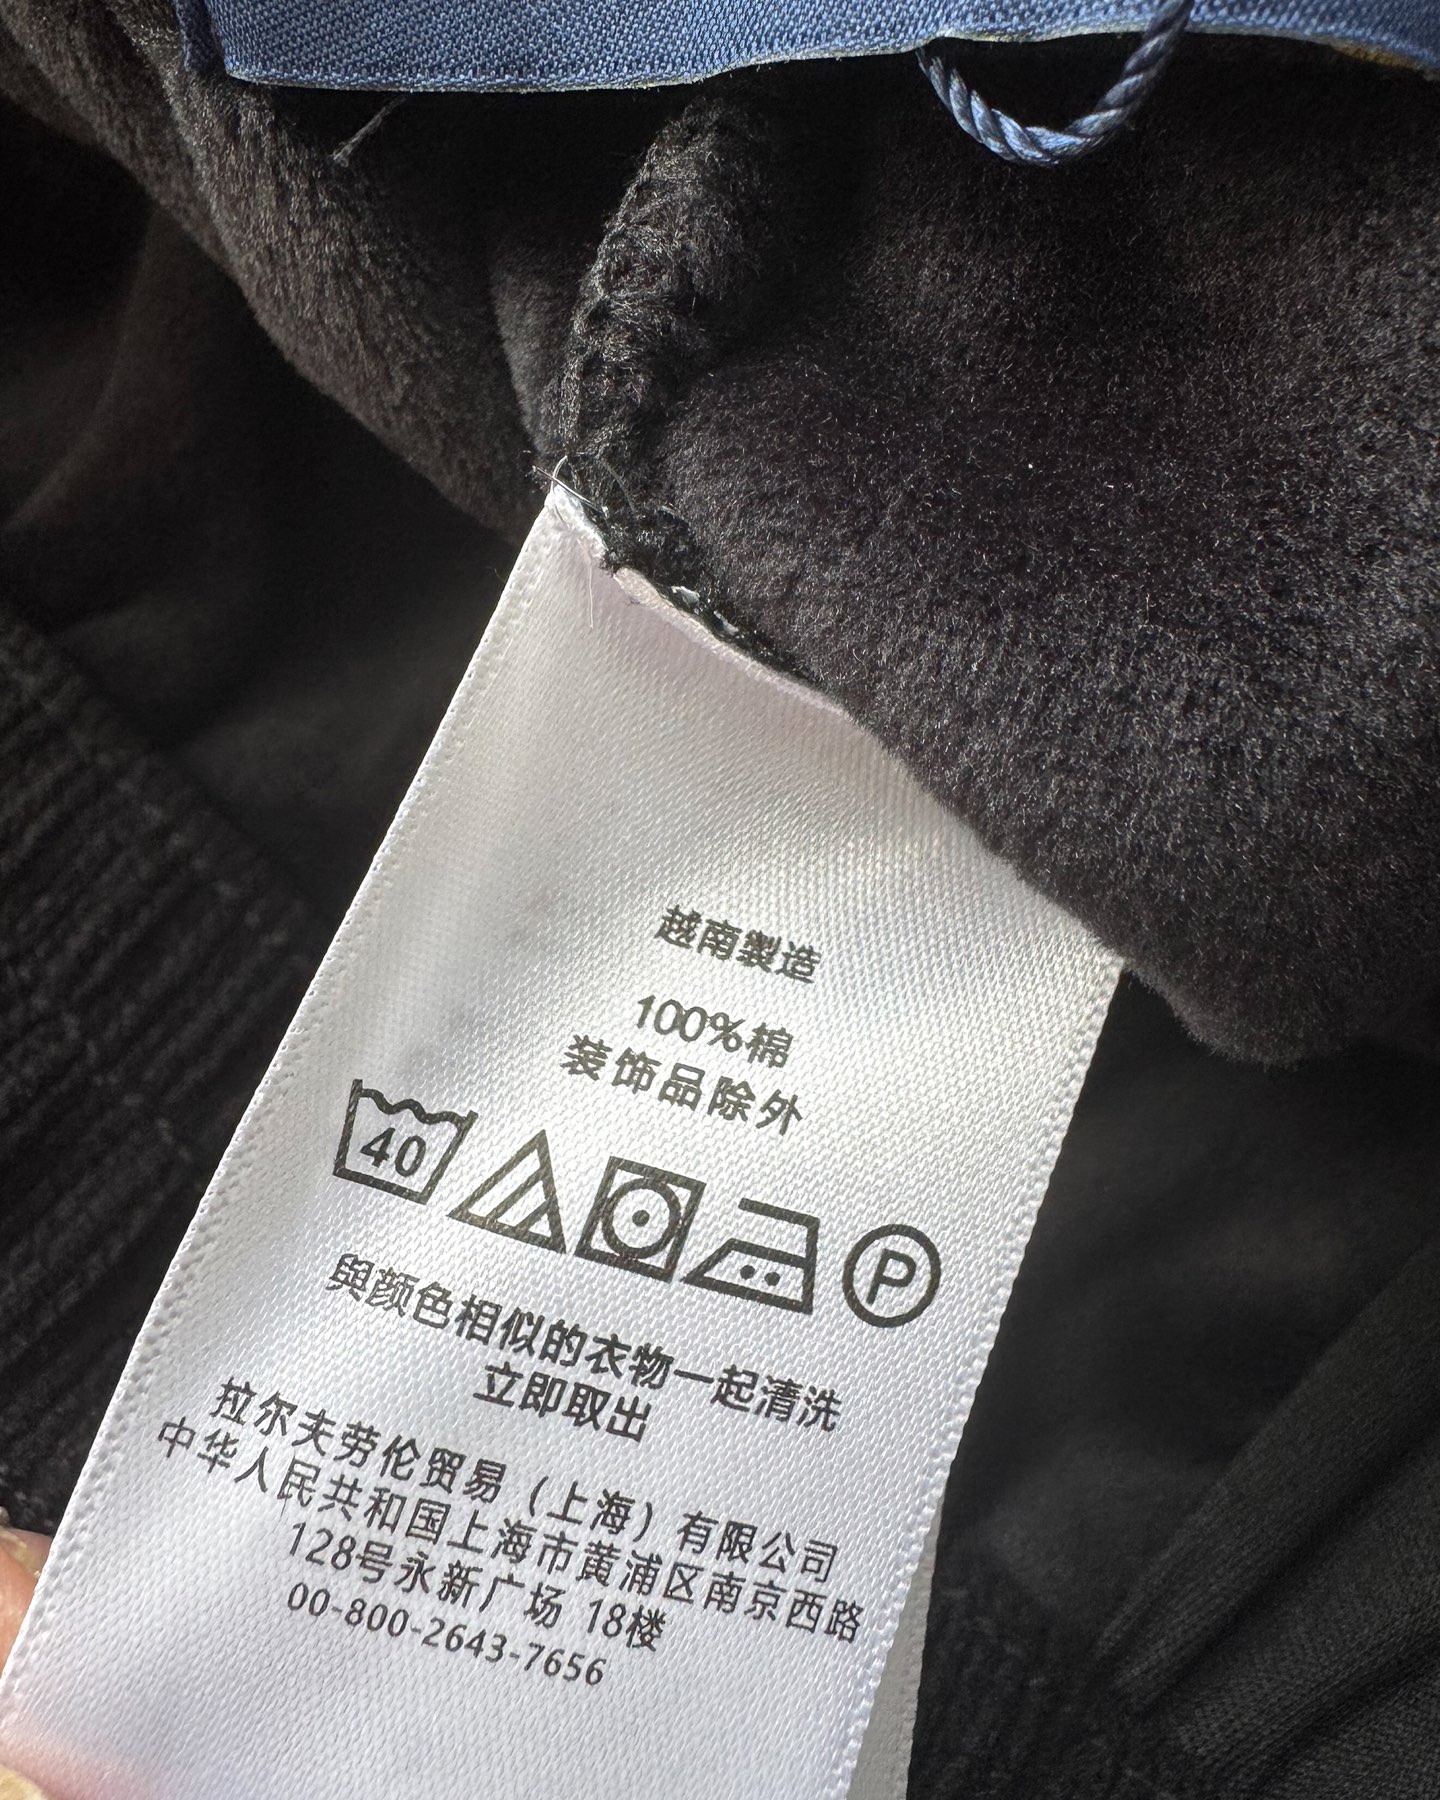 越南製造
100%棉
装饰品除外
40
P
與颜色相似的衣物一起清洗
立即取出
拉尔夫劳伦贸易（上海）有限公司
中华人民共和国上海市黄浦区南京西路
128号永新广场 18楼
00-800-2643-7656